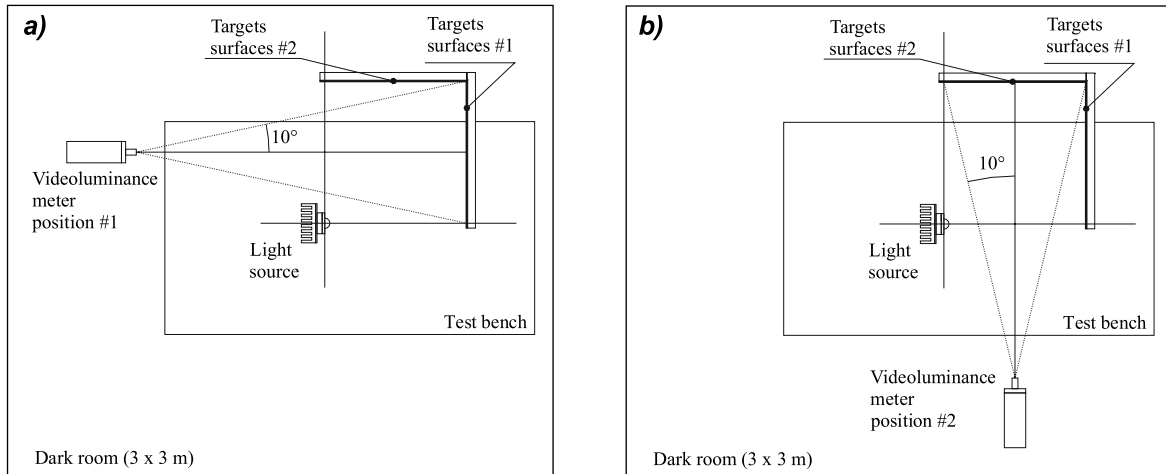 a)
Targets
surfaces #2
Targets
surfaces #1
10°
Videoluminance
meter
position #1
Light
source
Test bench
Dark room (3 x 3 m)
b)
Targets
surfaces #2
Targets
surfaces #1
10°
Light
source
Test bench
Videoluminance
meter
position #2
Dark room (3 x 3 m)